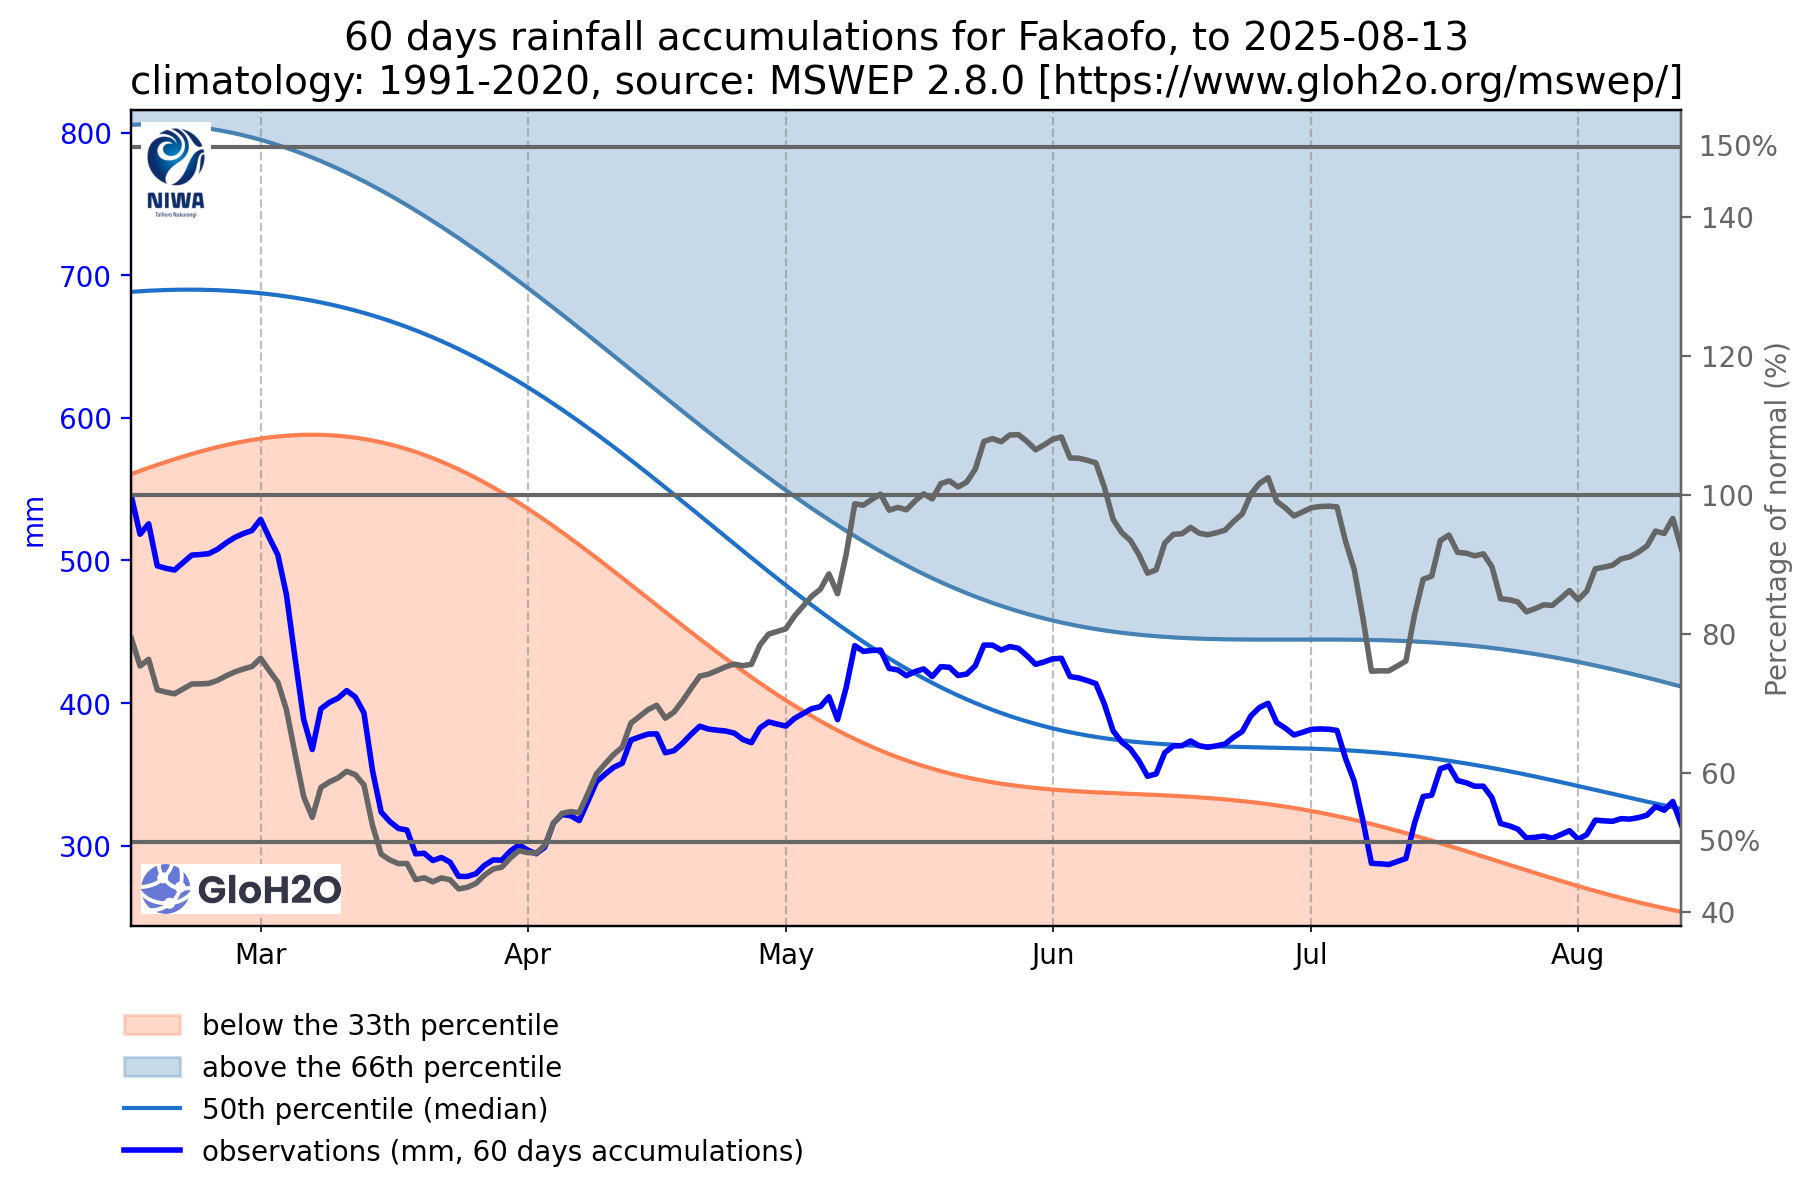 60 days rainfall accumulations for Fakaofo, to 2025-08-13
climatology: 1991-2020, source: MSWEP 2.8.0 [https://www.gloh2o.org/mswep/]
800
700
600
500
400
300
mm
NIWA
Taihoro Nukurangi
GloH2O
150%
140
120
100
80
60
50%
40
Percentage of normal (%)
Mar
Apr
May
Jun
Jul
Aug
below the 33th percentile
above the 66th percentile
50th percentile (median)
observations (mm, 60 days accumulations)